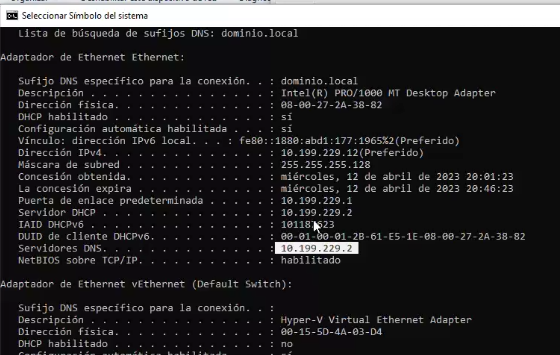 Seleccionar Símbolo del sistema
Lista de búsqueda de sufijos DNS: dominio.local
Adaptador de Ethernet Ethernet:
Sufijo DNS específico para la conexión. . : dominio.local
Descripción . . . . . . . . . . . . . . . : Intel(R) PRO/1000 MT Desktop Adapter
Dirección física. . . . . . . . . . . . . : 08-00-27-2A-38-82
DHCP habilitado . . . . . . . . . . . . . : sí
Configuración automática habilitada . . . : sí
Vínculo: dirección IPv6 local. . . : fe80::1880:abd1:177:1965%2(Preferido)
Dirección IPv4. . . . . . . . . . . . . . : 10.199.229.12(Preferido)
Máscara de subred . . . . . . . . . . . . : 255.255.255.128
Concesión obtenida. . . . . . . . . . . . : miércoles, 12 de abril de 2023 20:01:23
La concesión expira . . . . . . . . . . . : miércoles, 12 de abril de 2023 20:46:23
Puerta de enlace predeterminada . . . . . : 10.199.229.1
Servidor DHCP . . . . . . . . . . . . . . : 10.199.229.2
IAID DHCPv6 . . . . . . . . . . . . . . . :
DUID de cliente DHCPv6. . . . . . . . . . : 00-01-00-01-2B-61-E5-1E-08-00-27-2A-38-82
Servidores DNS. . . . . . . . . . . . . . : 10.199.229.2
NetBIOS sobre TCP/IP. . . . . . . . . . . : habilitado
Adaptador de Ethernet vEthernet (Default Switch):
Sufijo DNS específico para la conexión. . :
Descripción . . . . . . . . . . . . . . . : Hyper-V Virtual Ethernet Adapter
Dirección física. . . . . . . . . . . . . : 00-15-5D-4A-03-D4
DHCP habilitado . . . . . . . . . . . . . : no